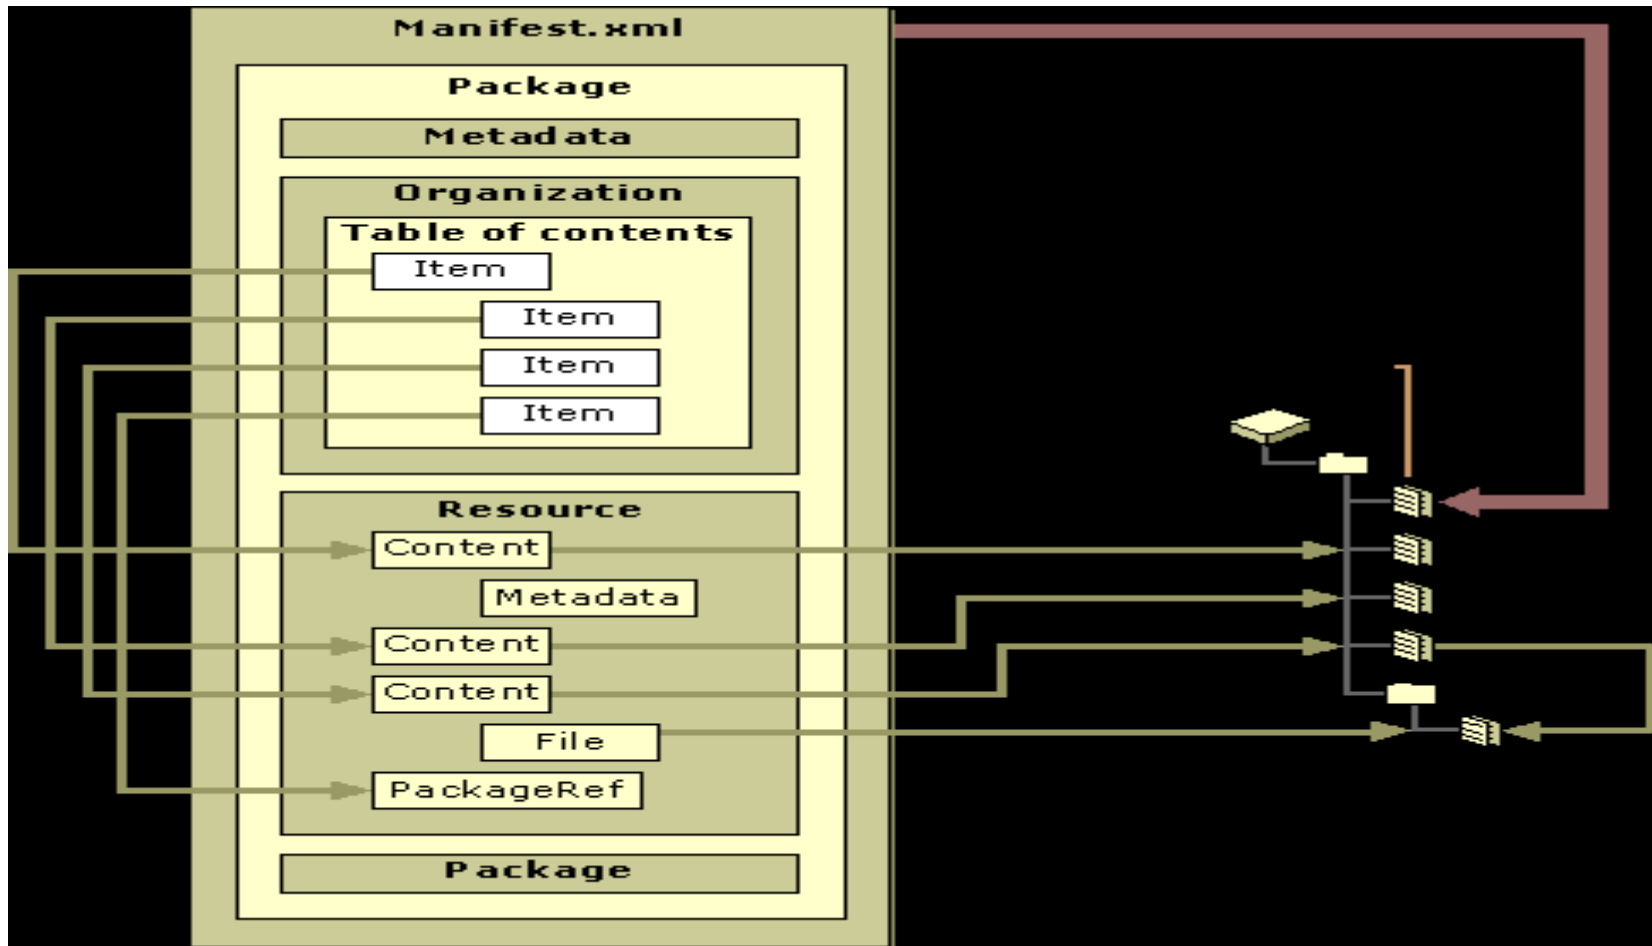 Manifest.xml
Package
Metadata
Organization
Table of contents
Item
Item
Item
Item
Resource
Content
Metadata
Content
Content
File
PackageRef
Package